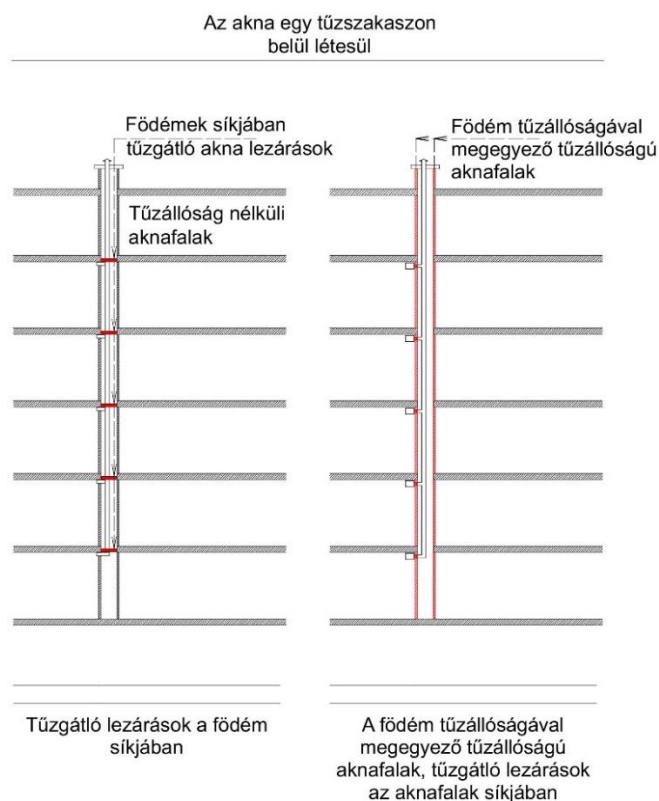 Az akna egy tűzszakaszon
belül létesül
Födémek síkjában
tűzgátló akna lezárások
Tűzállóság nélküli
aknafalak
Födém tűzállóságával
megegyező tűzállóságú
aknafalak
Tűzgátló lezárások a födém
síkjában
A födém tűzállóságával
megegyező tűzállóságú
aknafalak, tűzgátló lezárások
az aknafalak síkjában